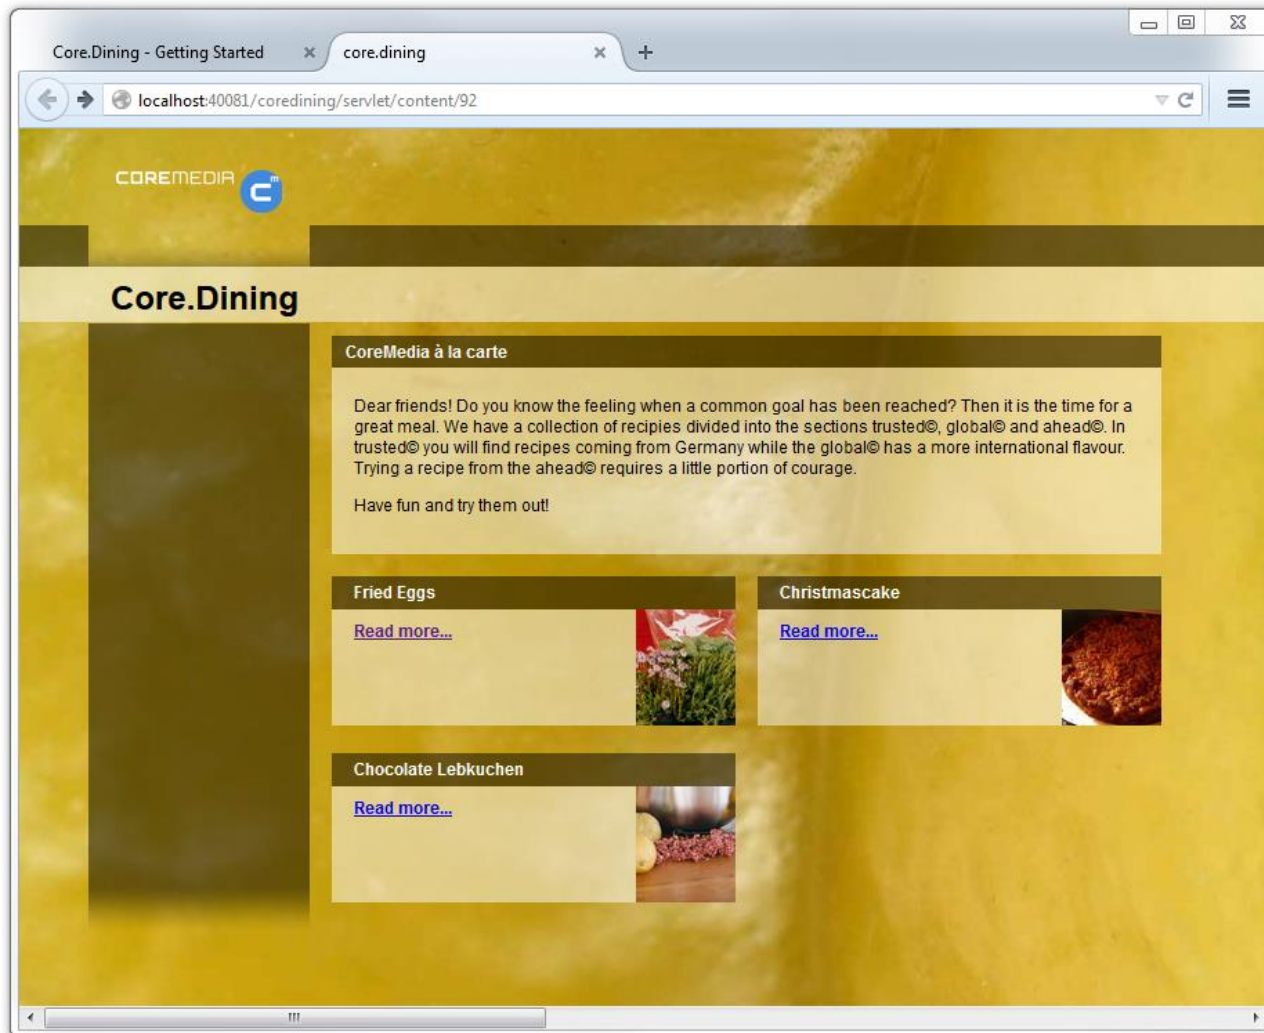 Core.Dining - Getting Started
core.dining
localhost:40081/coredining/servlet/content/92
COREMEDIA
Cm
Core.Dining
CoreMedia à la carte
Dear friends! Do you know the feeling when a common goal has been reached? Then it is the time for a
great meal. We have a collection of recipies divided into the sections trusted©, global© and ahead©. In
trusted© you will find recipes coming from Germany while the global© has a more international flavour.
Trying a recipe from the ahead© requires a little portion of courage.
Have fun and try them out!
Fried Eggs
Read more...
Christmascake
Read more...
Chocolate Lebkuchen
Read more...